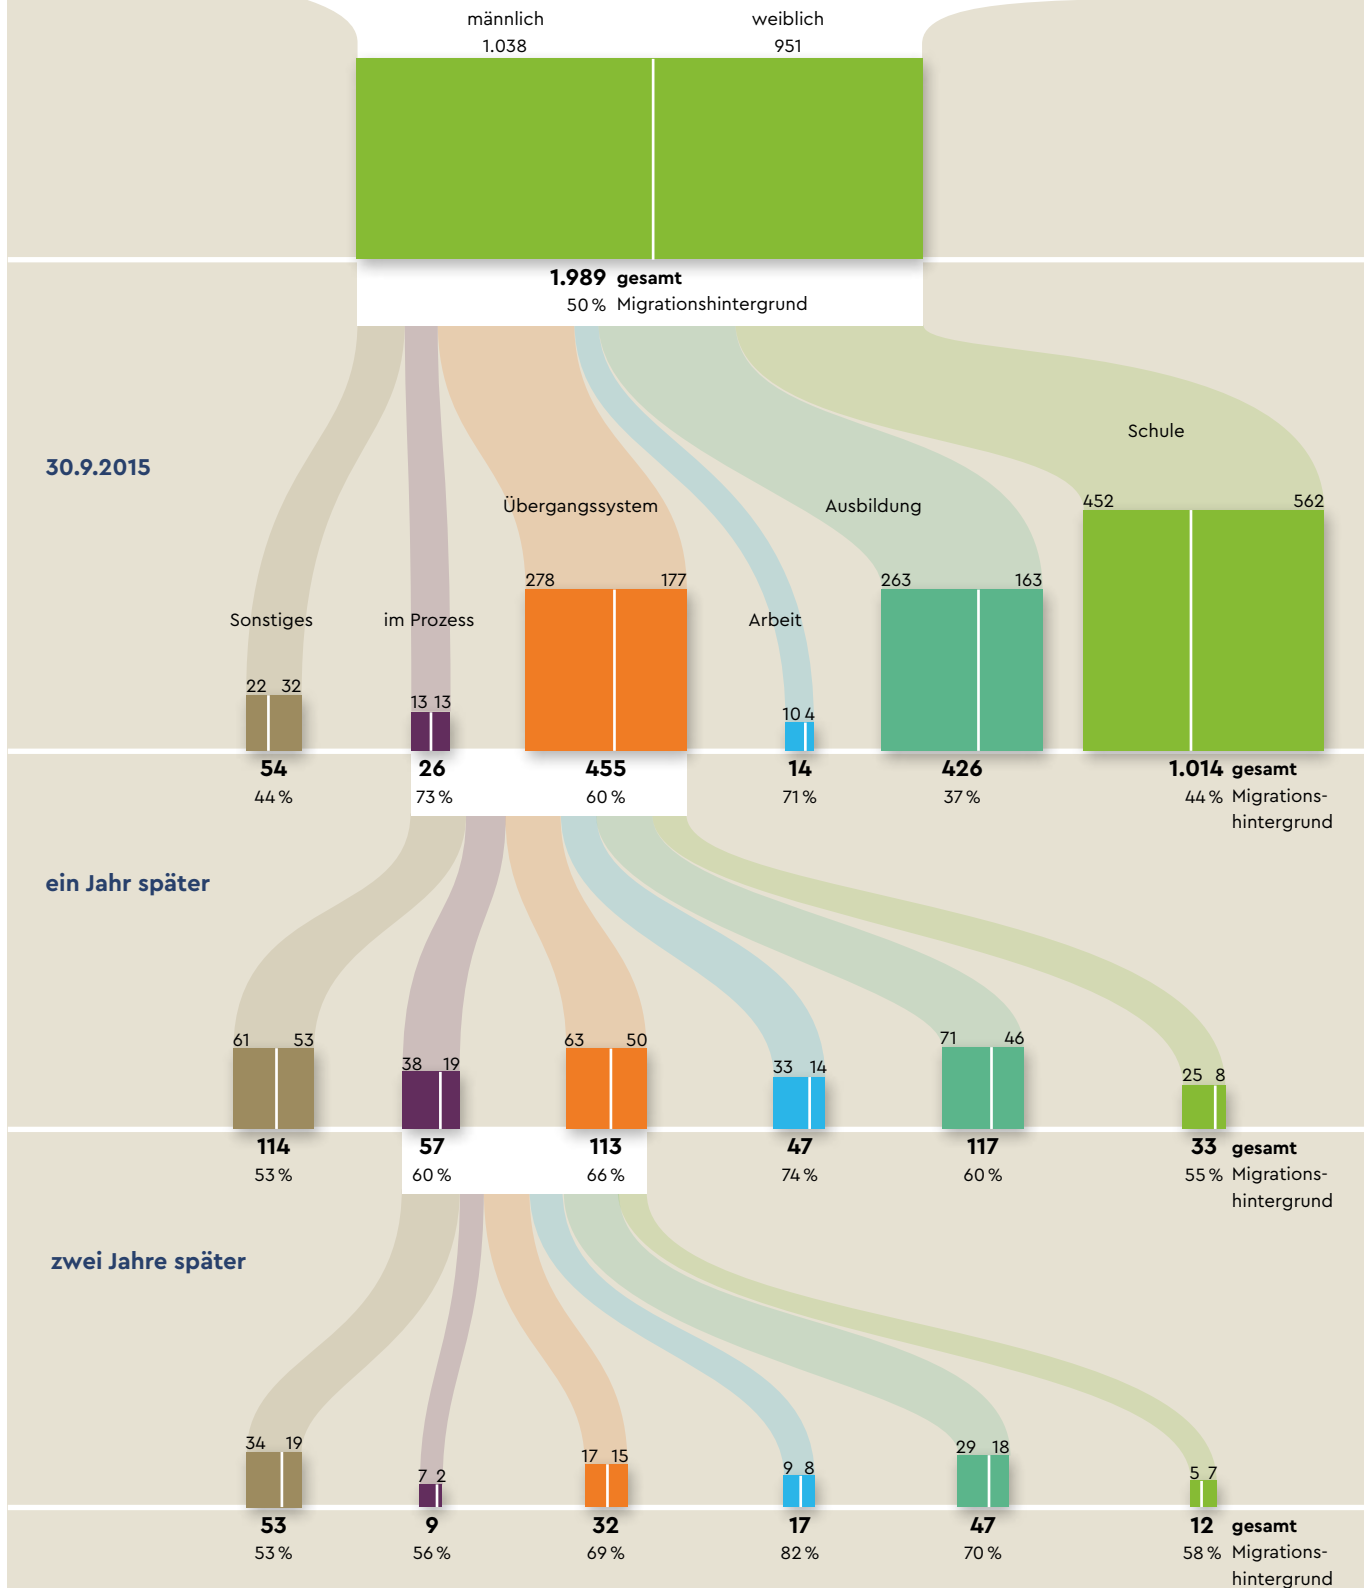 männlich weiblich
1.038 951
1.989 gesamt
50 % Migrationshintergrund
Schule
30.9.2015
452 562
Übergangssystem Ausbildung
278 177 263 163
Sonstiges im Prozess Arbeit
22 32 13 13 10 4
54 26 455 14 426 1.014 gesamt
44 % 73 % 60 % 71 % 37 % 44 % Migrations-
hintergrund
ein Jahr später
61 53 38 19 63 50 33 14 71 46 25 8
114 57 113 47 117 33 gesamt
53 % 60 % 66 % 74 % 60 % 55 % Migrations-
hintergrund
zwei Jahre später
34 19 7 2 17 15 9 8 29 18 5 7
53 9 32 17 47 12 gesamt
53 % 56 % 69 % 82 % 70 % 58 % Migrations-
hintergrund